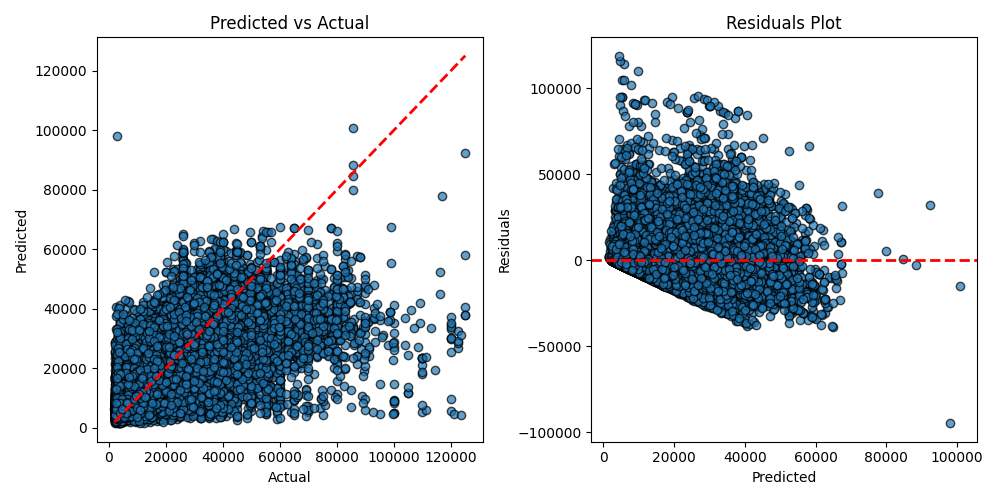 Predicted vs Actual
120000
100000
80000
60000
40000
20000
0
Predicted
0 20000 40000 60000 80000 100000 120000
Actual
Residuals Plot
100000
50000
0
−50000
−100000
Residuals
0 20000 40000 60000 80000 100000
Predicted